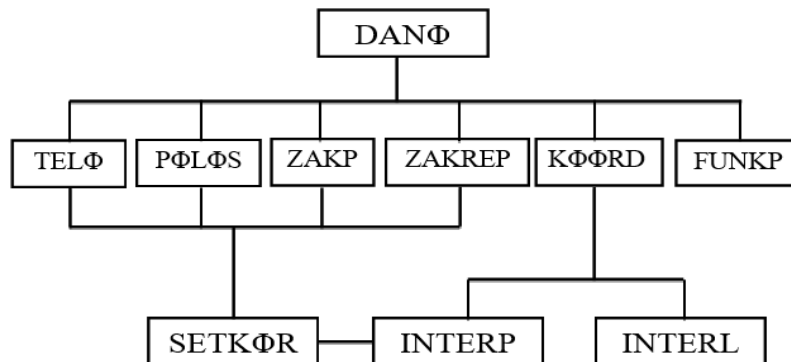 DANΦ
TELΦ PΦLΦS ZAKP ZAKREP KΦΦRD FUNKP
SETKΦR INTERP INTERL